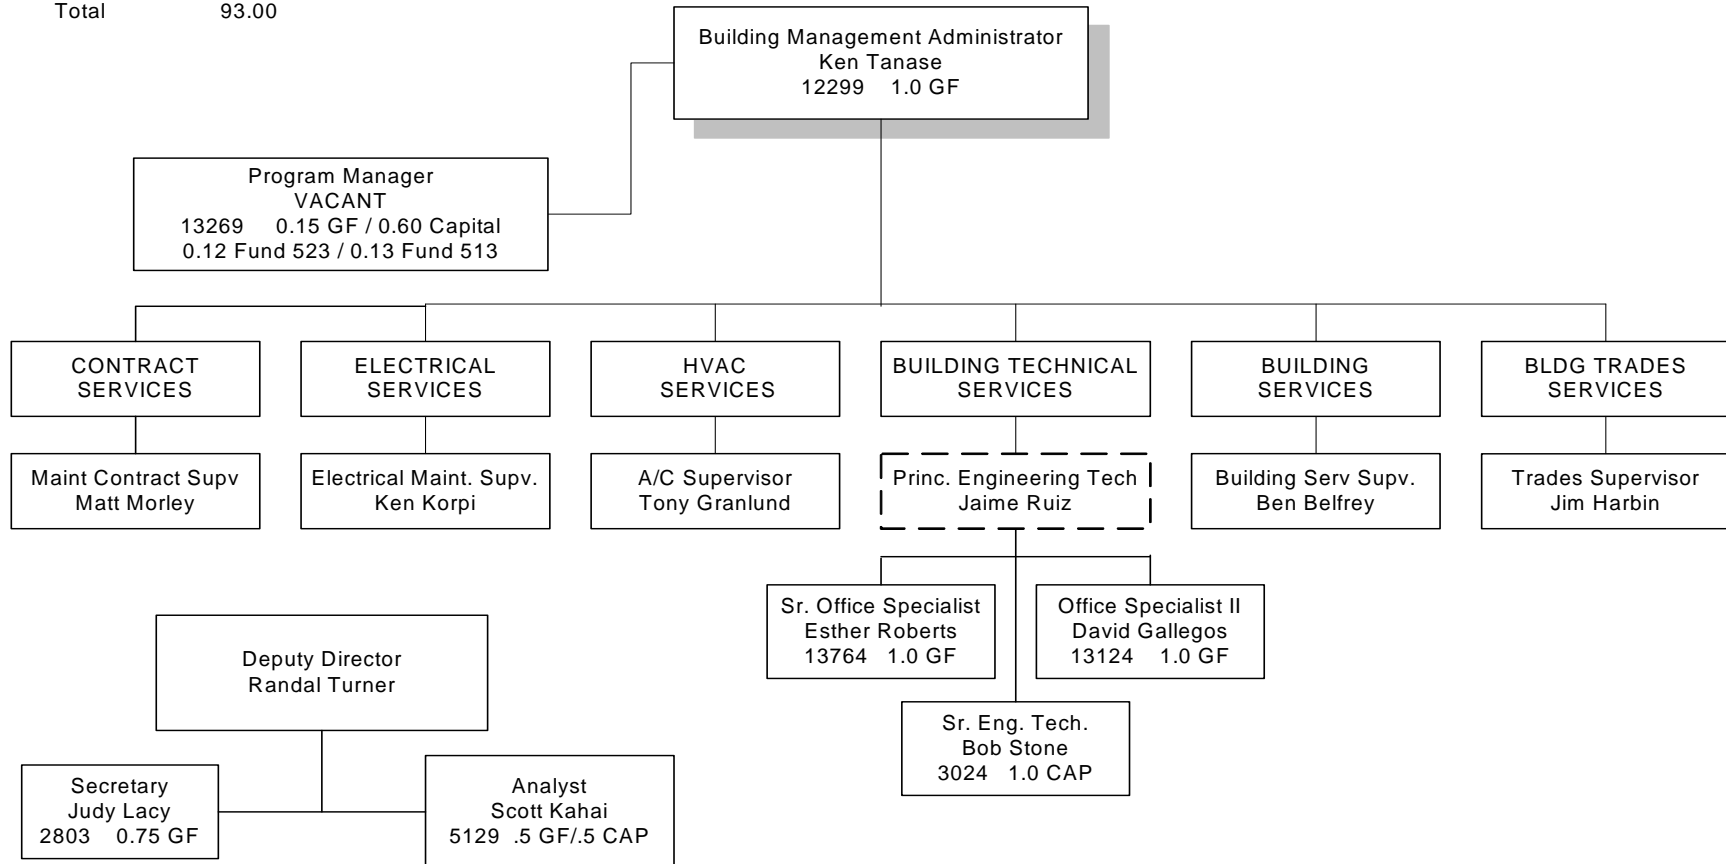 Total 93.00
Building Management Administrator
Ken Tanase
12299 1.0 GF
Program Manager
VACANT
13269 0.15 GF / 0.60 Capital
0.12 Fund 523 / 0.13 Fund 513
CONTRACT
SERVICES
ELECTRICAL
SERVICES
HVAC
SERVICES
BUILDING TECHNICAL
SERVICES
BUILDING
SERVICES
BLDG TRADES
SERVICES
Maint Contract Supv
Matt Morley
Electrical Maint. Supv.
Ken Korpi
A/C Supervisor
Tony Granlund
Princ. Engineering Tech
Jaime Ruiz
Building Serv Supv.
Ben Belfrey
Trades Supervisor
Jim Harbin
Sr. Office Specialist
Esther Roberts
13764 1.0 GF
Office Specialist II
David Gallegos
13124 1.0 GF
Sr. Eng. Tech.
Bob Stone
3024 1.0 CAP
Deputy Director
Randal Turner
Secretary
Judy Lacy
2803 0.75 GF
Analyst
Scott Kahai
5129 .5 GF/.5 CAP